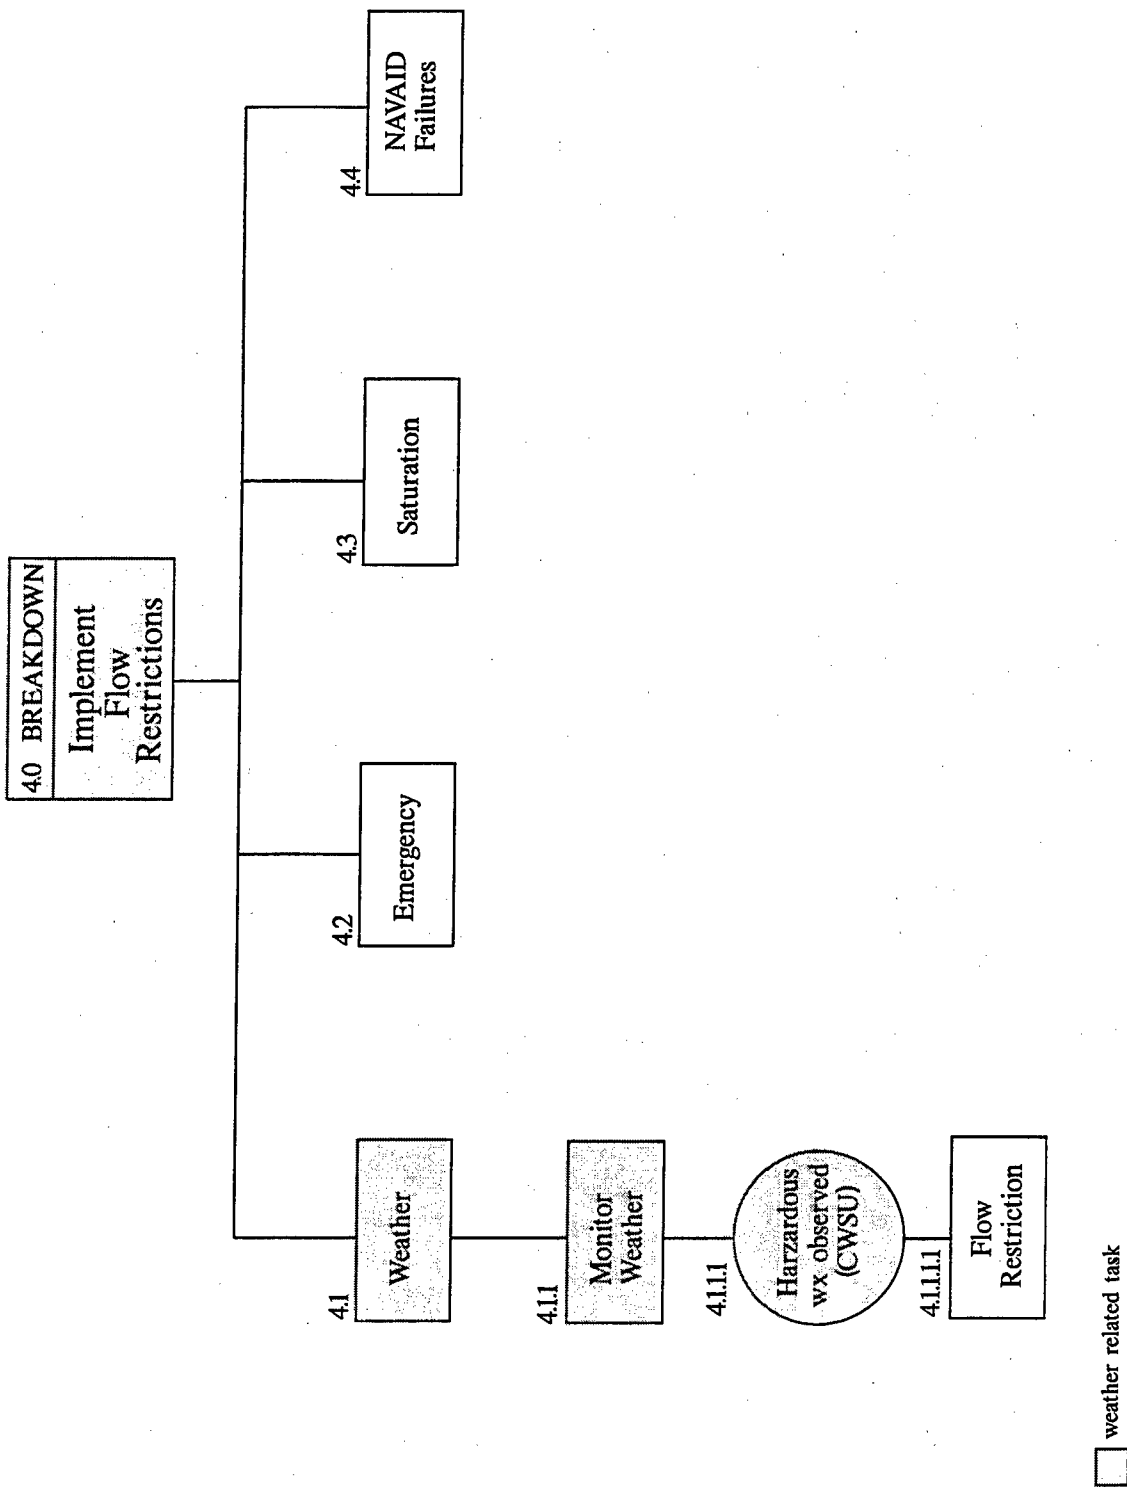 4.0 BREAKDOWN
Implement
Flow
Restrictions
4.1
Weather
4.2
Emergency
4.3
Saturation
4.4
NAVAID
Failures
4.1.1
Monitor
Weather
4.1.1.1
Harzardous
wx observed
(CWSU)
4.1.1.1.1
Flow
Restriction
weather related task